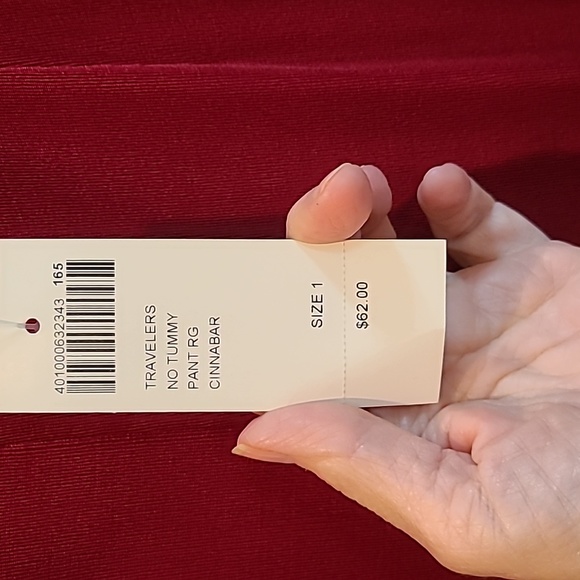 401000632343 165
TRAVELERS
NO TUMMY
PANT RG
CINNABAR
SIZE 1
$62.00